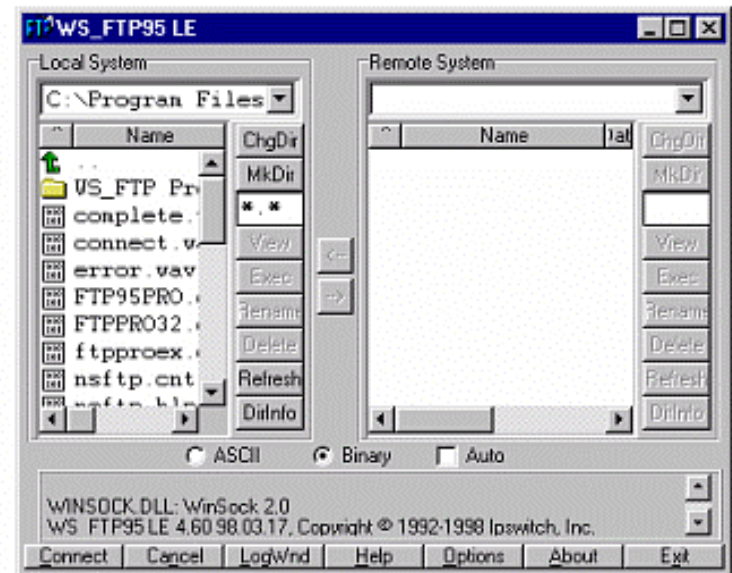 WS_FTP95 LE
Local System
C:\Program Files
^ Name
..
WS_FTP
complete.
connect.
error.wav
FTP95PRO.
FTPPRO32.
ftpproex.
nsftp.cnt
ChgDir
MkDir
*.*
View
Exec
Rename
Delete
Refresh
DirInfo
<--
-->
Remote System
^ Name
ChgDir
MkDir
View
Exec
Rename
Delete
Refresh
DirInfo
ASCII Binary Auto
WINSOCK.DLL: WinSock 2.0
WS_FTP95 LE 4.60 98.03.17, Copyright © 1992-1998 Ipswitch, Inc.
Connect Cancel LogWnd Help Options About Exit